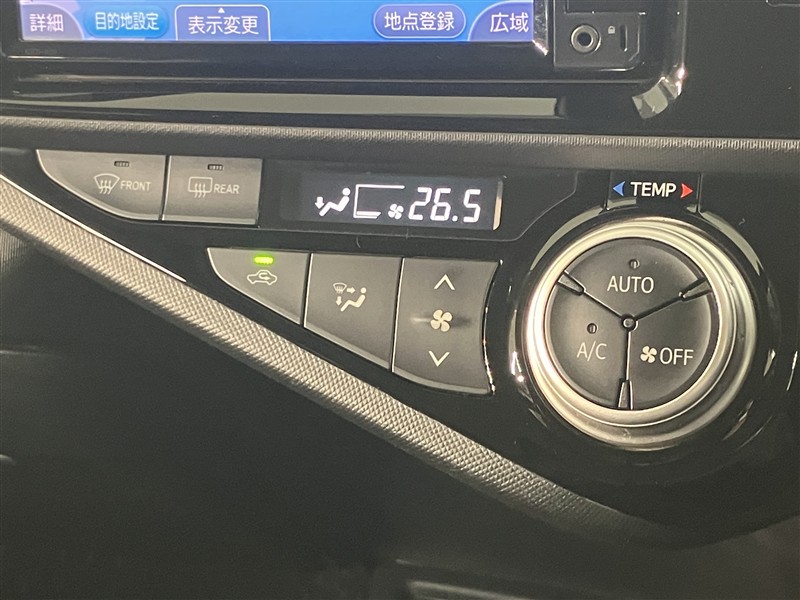 詳細 目的地設定 表示変更 地点登録 広域
FRONT REAR 26.5 TEMP
AUTO
A/C OFF